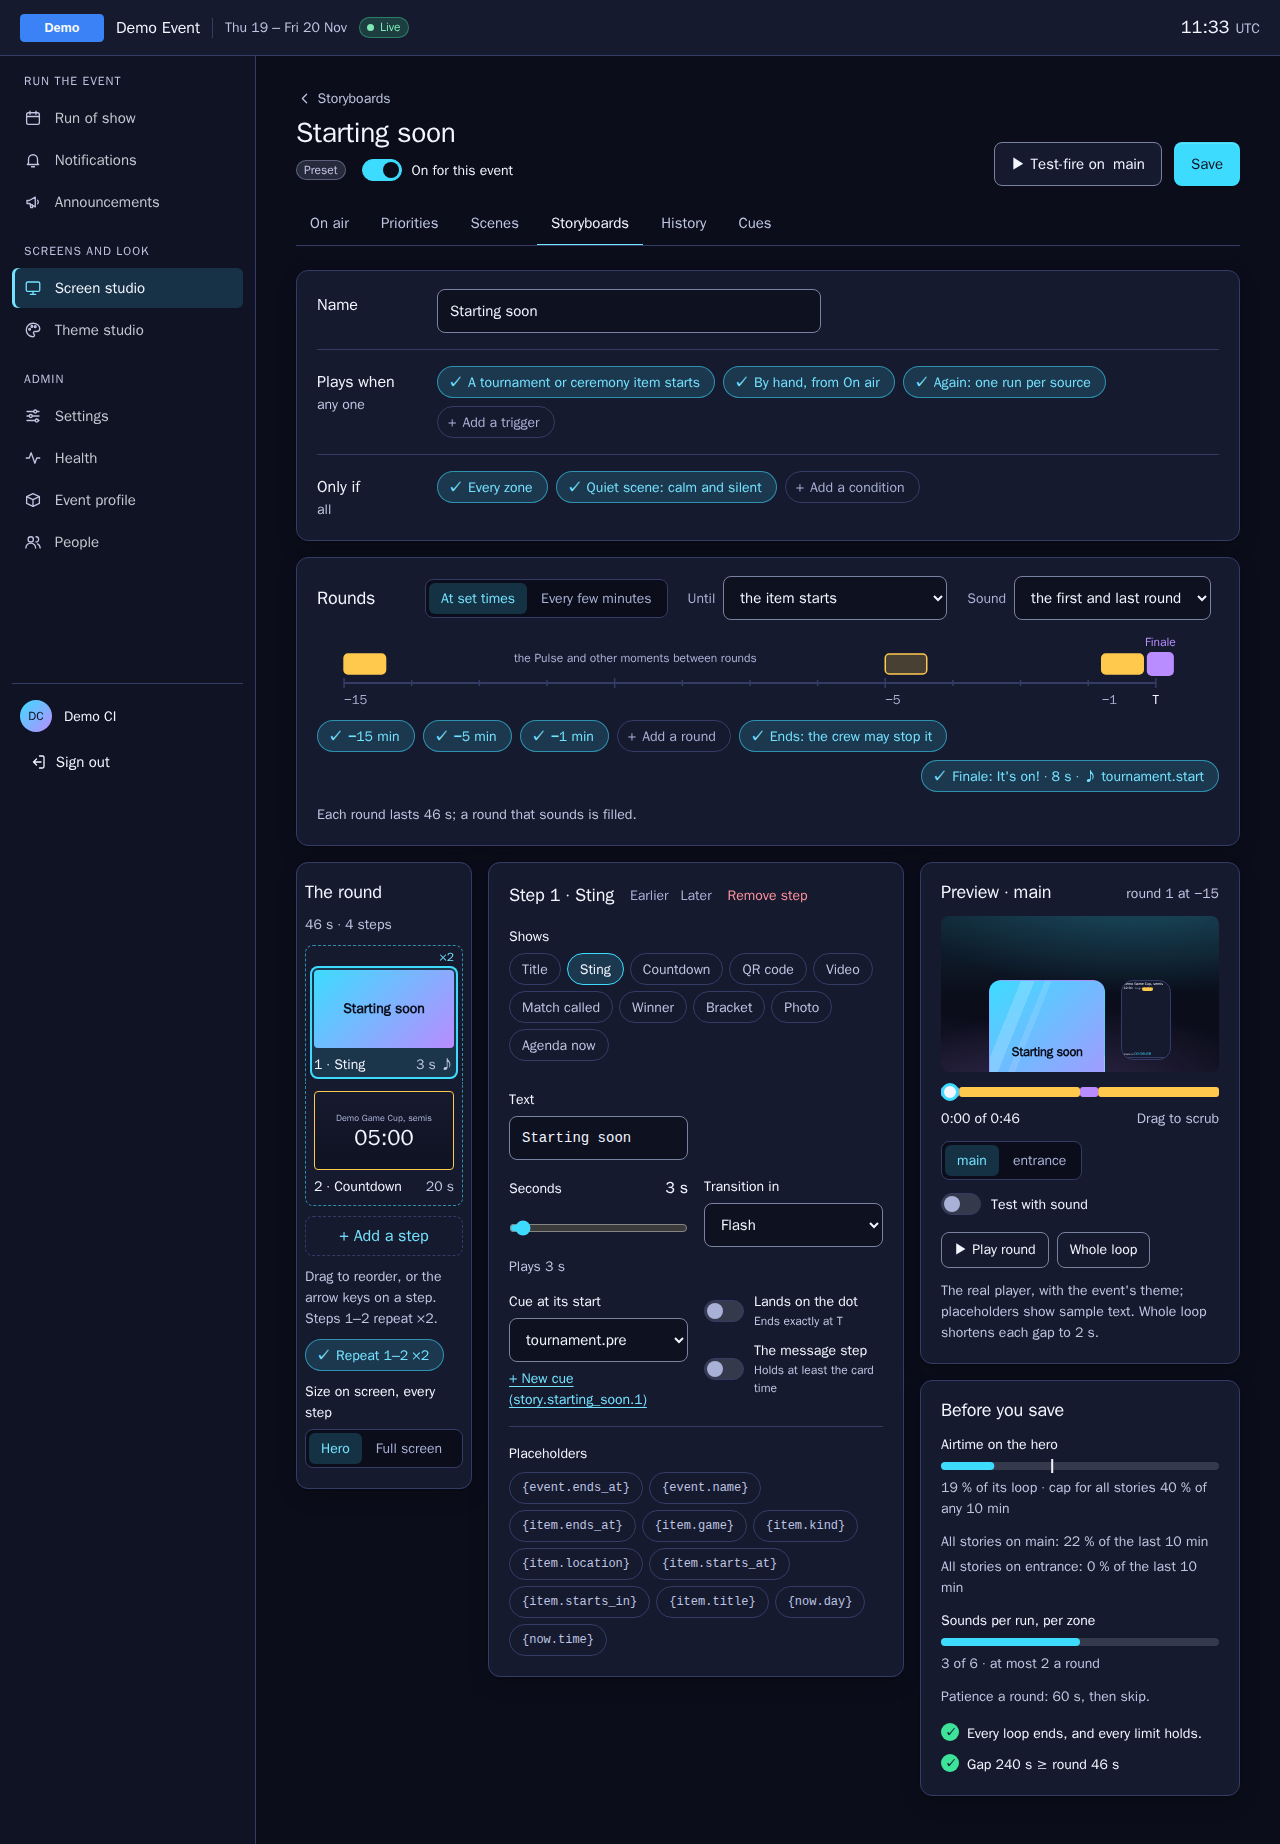 Demo
Demo Event
Thu 19 – Fri 20 Nov
Live
11:33 UTC
RUN THE EVENT
Run of show
Notifications
Announcements
SCREENS AND LOOK
Screen studio
Theme studio
ADMIN
Settings
Health
Event profile
People
DC
Demo CI
Sign out
Storyboards
Starting soon
Preset
On for this event
Test-fire on main
Save
On air
Priorities
Scenes
Storyboards
History
Cues
Name
Starting soon
Plays when
any one
✓ A tournament or ceremony item starts
✓ By hand, from On air
✓ Again: one run per source
+ Add a trigger
Only if
all
✓ Every zone
✓ Quiet scene: calm and silent
+ Add a condition
Rounds
At set times
Every few minutes
Until
the item starts
Sound
the first and last round
Finale
the Pulse and other moments between rounds
−15
−5
−1
T
✓ −15 min
✓ −5 min
✓ −1 min
+ Add a round
✓ Ends: the crew may stop it
✓ Finale: It's on! · 8 s · ♪ tournament.start
Each round lasts 46 s; a round that sounds is filled.
The round
46 s · 4 steps
×2
Starting soon
1 · Sting
3 s ♪
Demo Game Cup, semis
05:00
2 · Countdown
20 s
+ Add a step
Drag to reorder, or the
arrow keys on a step.
Steps 1–2 repeat ×2.
✓ Repeat 1–2 ×2
Size on screen, every
step
Hero
Full screen
Step 1 · Sting
Earlier
Later
Remove step
Shows
Title
Sting
Countdown
QR code
Video
Match called
Winner
Bracket
Photo
Agenda now
Text
Starting soon
Seconds
3 s
Transition in
Flash
Plays 3 s
Cue at its start
tournament.pre
+ New cue
(story.starting_soon.1)
Lands on the dot
Ends exactly at T
The message step
Holds at least the card
time
Placeholders
{event.ends_at}
{event.name}
{item.ends_at}
{item.game}
{item.kind}
{item.location}
{item.starts_at}
{item.starts_in}
{item.title}
{now.day}
{now.time}
Preview · main
round 1 at −15
Starting soon
0:00 of 0:46
Drag to scrub
main
entrance
Test with sound
Play round
Whole loop
The real player, with the event's theme;
placeholders show sample text. Whole loop
shortens each gap to 2 s.
Before you save
Airtime on the hero
19 % of its loop · cap for all stories 40 % of
any 10 min
All stories on main: 22 % of the last 10 min
All stories on entrance: 0 % of the last 10
min
Sounds per run, per zone
3 of 6 · at most 2 a round
Patience a round: 60 s, then skip.
Every loop ends, and every limit holds.
Gap 240 s ≥ round 46 s